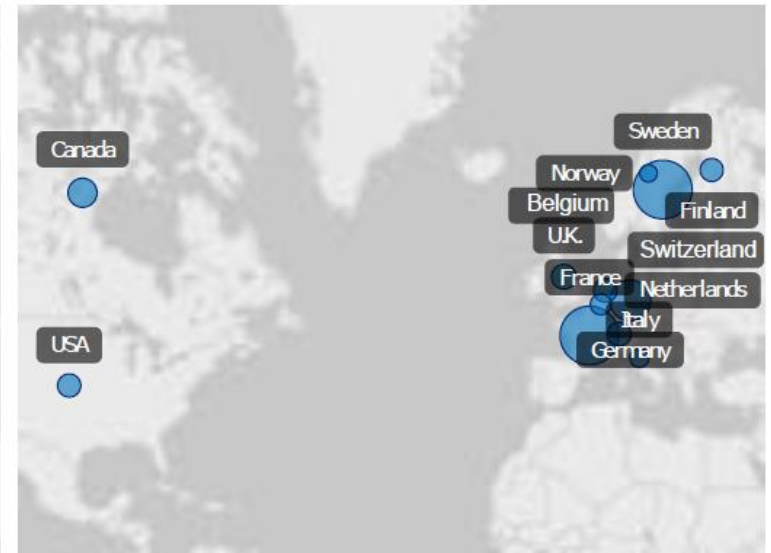 Sweden
Canada
Norway
Belgium
Finland
U.K.
Switzerland
France
Netherlands
Italy
USA
Germany